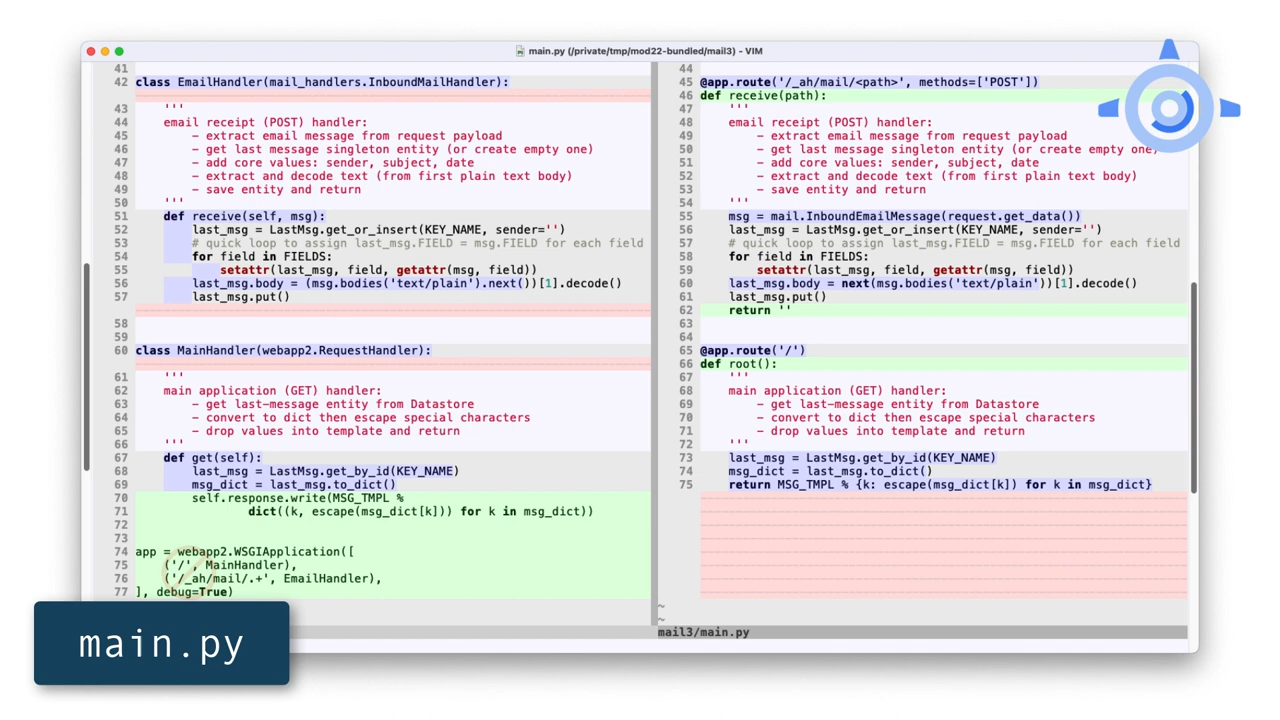 main.py (/private/tmp/mod22-bundled/mail3) - VIM
41
42 class EmailHandler(mail_handlers.InboundMailHandler):
43     '''
44     email receipt (POST) handler:
45         - extract email message from request payload
46         - get last message singleton entity (or create empty one)
47         - add core values: sender, subject, date
48         - extract and decode text (from first plain text body)
49         - save entity and return
50     '''
51     def receive(self, msg):
52         last_msg = LastMsg.get_or_insert(KEY_NAME, sender='')
53         # quick loop to assign last_msg.FIELD = msg.FIELD for each field
54         for field in FIELDS:
55             setattr(last_msg, field, getattr(msg, field))
56         last_msg.body = (msg.bodies('text/plain').next())[1].decode()
57         last_msg.put()
58
59
60 class MainHandler(webapp2.RequestHandler):
61     '''
62     main application (GET) handler:
63         - get last-message entity from Datastore
64         - convert to dict then escape special characters
65         - drop values into template and return
66     '''
67     def get(self):
68         last_msg = LastMsg.get_by_id(KEY_NAME)
69         msg_dict = last_msg.to_dict()
70         self.response.write(MSG_TMPL %
71                 dict((k, escape(msg_dict[k])) for k in msg_dict))
72
73
74 app = webapp2.WSGIApplication([
75     ('/', MainHandler),
76     ('/_ah/mail/.+', EmailHandler),
77 ], debug=True)
44
45 @app.route('/_ah/mail/<path>', methods=['POST'])
46 def receive(path):
47     '''
48     email receipt (POST) handler:
49         - extract email message from request payload
50         - get last message singleton entity (or create empty one)
51         - add core values: sender, subject, date
52         - extract and decode text (from first plain text body)
53         - save entity and return
54     '''
55     msg = mail.InboundEmailMessage(request.get_data())
56     last_msg = LastMsg.get_or_insert(KEY_NAME, sender='')
57     # quick loop to assign last_msg.FIELD = msg.FIELD for each field
58     for field in FIELDS:
59         setattr(last_msg, field, getattr(msg, field))
60     last_msg.body = next(msg.bodies('text/plain'))[1].decode()
61     last_msg.put()
62     return ''
63
64
65 @app.route('/')
66 def root():
67     '''
68     main application (GET) handler:
69         - get last-message entity from Datastore
70         - convert to dict then escape special characters
71         - drop values into template and return
72     '''
73     last_msg = LastMsg.get_by_id(KEY_NAME)
74     msg_dict = last_msg.to_dict()
75     return MSG_TMPL % {k: escape(msg_dict[k]) for k in msg_dict}
~
~
mail3/main.py
main.py